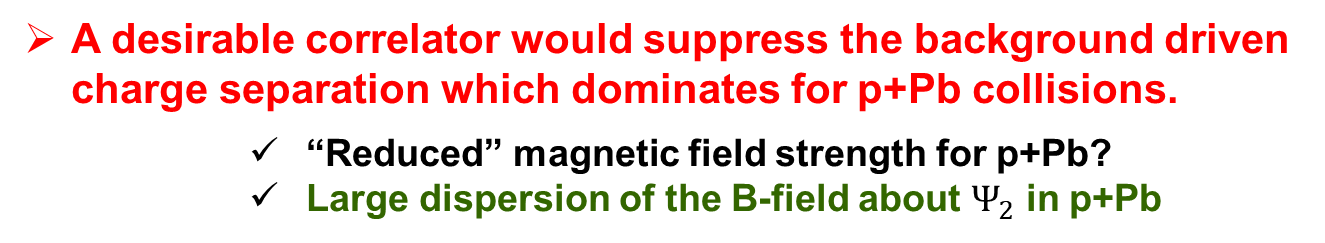 ➢ A desirable correlator would suppress the background driven
charge separation which dominates for p+Pb collisions.
✓ “Reduced” magnetic field strength for p+Pb?
✓ Large dispersion of the B-field about Ψ₂ in p+Pb